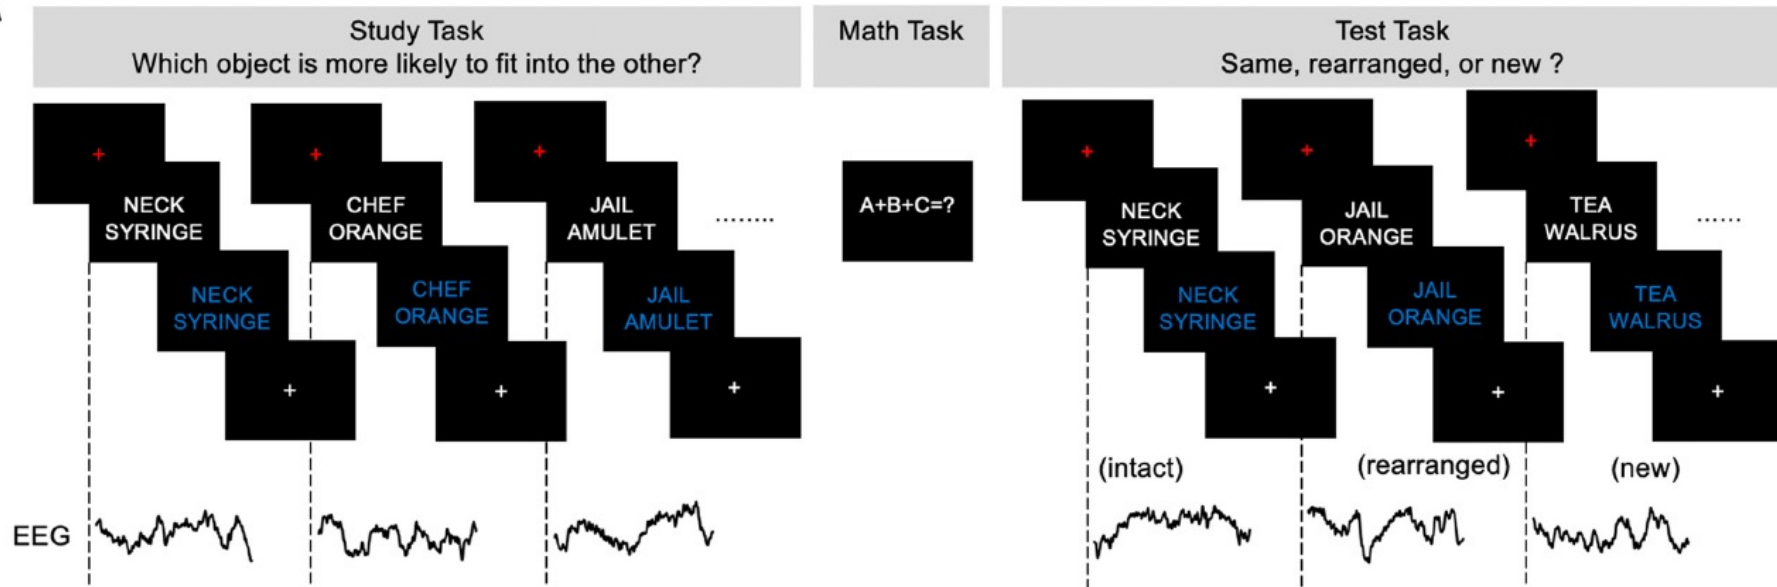 Study Task
Which object is more likely to fit into the other?
Math Task
Test Task
Same, rearranged, or new ?
+
NECK
SYRINGE
NECK
SYRINGE
+
+
CHEF
ORANGE
CHEF
ORANGE
+
+
JAIL
AMULET
JAIL
AMULET
+
........
A+B+C=?
+
NECK
SYRINGE
NECK
SYRINGE
+
(intact)
+
JAIL
ORANGE
JAIL
ORANGE
+
(rearranged)
+
TEA
WALRUS
TEA
WALRUS
+
(new)
......
EEG